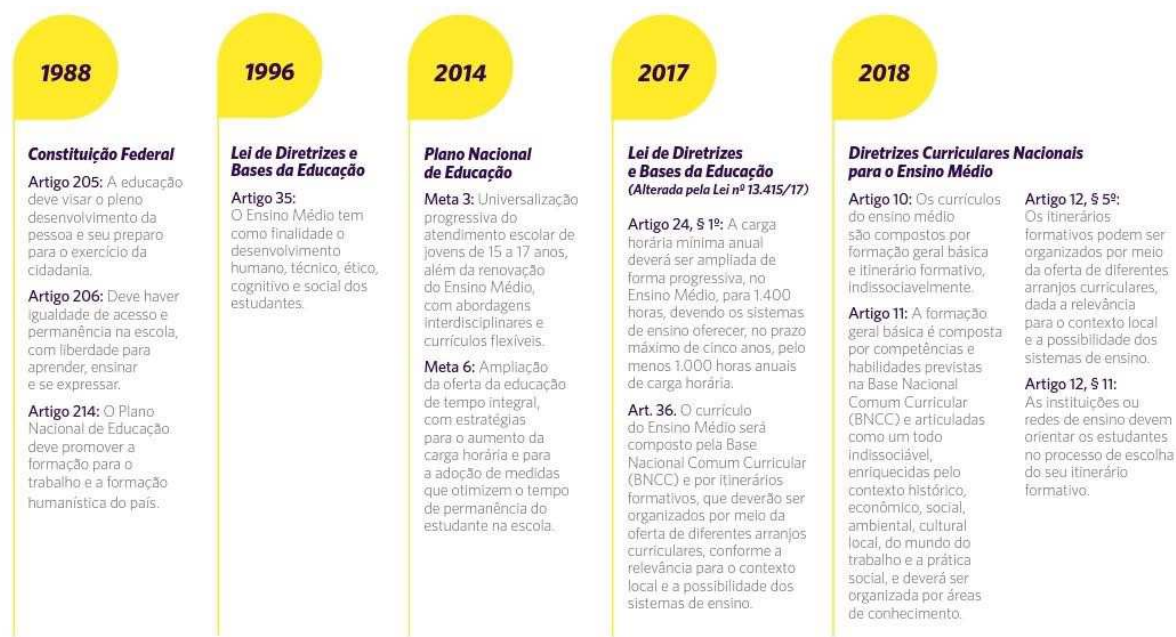 1988
Constituição Federal
Artigo 205: A educação
deve visar o pleno
desenvolvimento da
pessoa e seu preparo
para o exercício da
cidadania.
Artigo 206: Deve haver
igualdade de acesso e
permanência na escola,
com liberdade para
aprender, ensinar
e se expressar.
Artigo 214: O Plano
Nacional de Educação
deve promover a
formação para o
trabalho e a formação
humanística do país.
1996
Lei de Diretrizes e
Bases da Educação
Artigo 35:
O Ensino Médio tem
como finalidade o
desenvolvimento
humano, técnico, ético,
cognitivo e social dos
estudantes.
2014
Plano Nacional
de Educação
Meta 3: Universalização
progressiva do
atendimento escolar de
jovens de 15 a 17 anos,
além da renovação
do Ensino Médio,
com abordagens
interdisciplinares e
currículos flexíveis.
Meta 6: Ampliação
da oferta da educação
de tempo integral,
com estratégias
para o aumento da
carga horária e para
a adoção de medidas
que otimizem o tempo
de permanência do
estudante na escola.
2017
Lei de Diretrizes
e Bases da Educação
(Alterada pela Lei nº 13.415/17)
Artigo 24, § 1º: A carga
horária mínima anual
deverá ser ampliada de
forma progressiva, no
Ensino Médio, para 1.400
horas, devendo os sistemas
de ensino oferecer, no prazo
máximo de cinco anos, pelo
menos 1.000 horas anuais
de carga horária.
Art. 36. O currículo
do Ensino Médio será
composto pela Base
Nacional Comum Curricular
(BNCC) e por itinerários
formativos, que deverão ser
organizados por meio da
oferta de diferentes arranjos
curriculares, conforme a
relevância para o contexto
local e a possibilidade dos
sistemas de ensino.
2018
Diretrizes Curriculares Nacionais
para o Ensino Médio
Artigo 10: Os currículos
do ensino médio
são compostos por
formação geral básica
e itinerário formativo,
indissociavelmente.
Artigo 11: A formação
geral básica é composta
por competências e
habilidades previstas
na Base Nacional
Comum Curricular
(BNCC) e articuladas
como um todo
indissociável,
enriquecidas pelo
contexto histórico,
econômico, social,
ambiental, cultural
local, do mundo do
trabalho e a prática
social, e deverá ser
organizada por áreas
de conhecimento.
Artigo 12, § 5º:
Os itinerários
formativos podem ser
organizados por meio
da oferta de diferentes
arranjos curriculares,
dada a relevância
para o contexto local
e a possibilidade dos
sistemas de ensino.
Artigo 12, § 11:
As instituições ou
redes de ensino devem
orientar os estudantes
no processo de escolha
do seu itinerário
formativo.